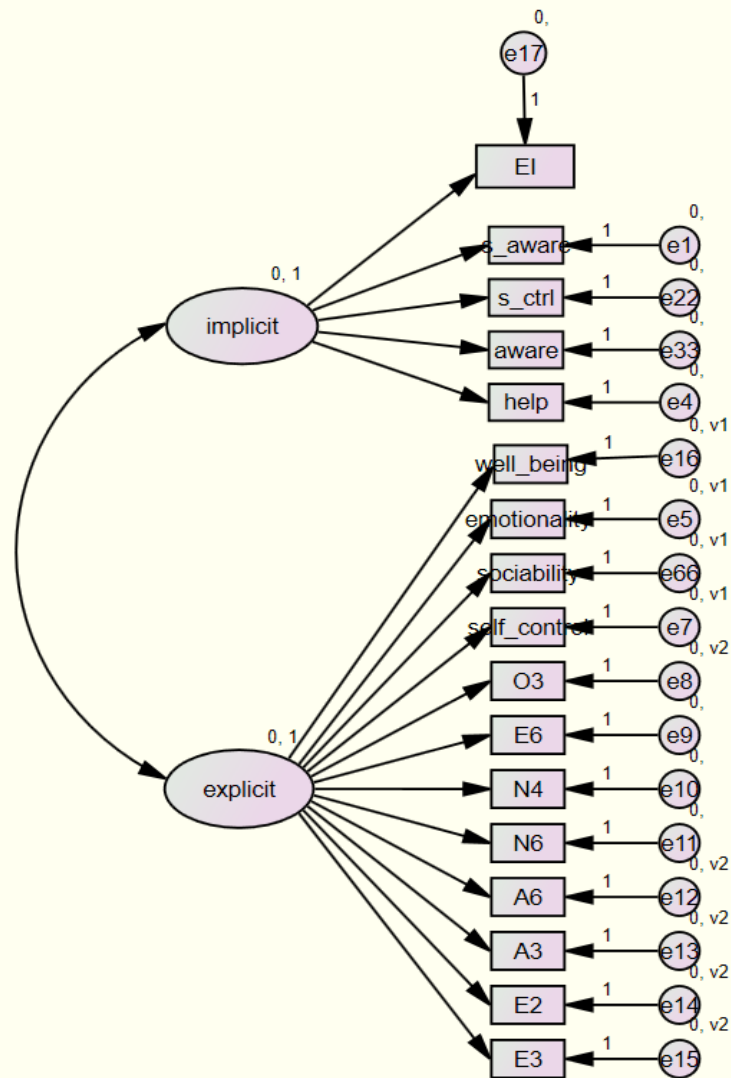 0,
e17
1
EI
0,
s_aware 1 e1
0, 1
0,
s_ctrl 1 e22
implicit
0,
aware 1 e33
0,
help 1 e4
0, v1
well_being 1 e16
0, v1
emotionality 1 e5
0, v1
sociability 1 e66
0, v1
self_control 1 e7
0, v2
O3 1 e8
0,
0, 1
E6 1 e9
0,
explicit
N4 1 e10
0,
N6 1 e11
0, v2
A6 1 e12
0, v2
A3 1 e13
0, v2
E2 1 e14
0, v2
E3 1 e15